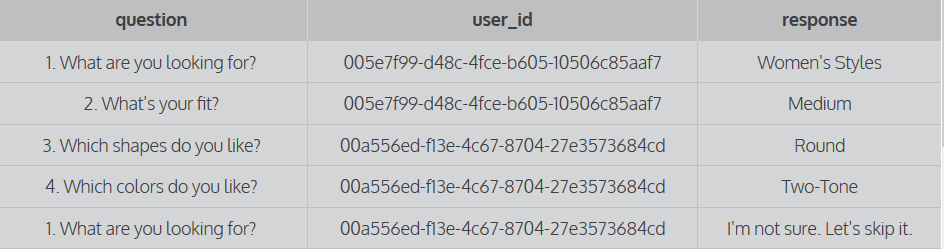 question user_id response
1. What are you looking for? 005e7f99-d48c-4fce-b605-10506c85aaf7 Women's Styles
2. What's your fit? 005e7f99-d48c-4fce-b605-10506c85aaf7 Medium
3. Which shapes do you like? 00a556ed-f13e-4c67-8704-27e3573684cd Round
4. Which colors do you like? 00a556ed-f13e-4c67-8704-27e3573684cd Two-Tone
1. What are you looking for? 00a556ed-f13e-4c67-8704-27e3573684cd I'm not sure. Let's skip it.